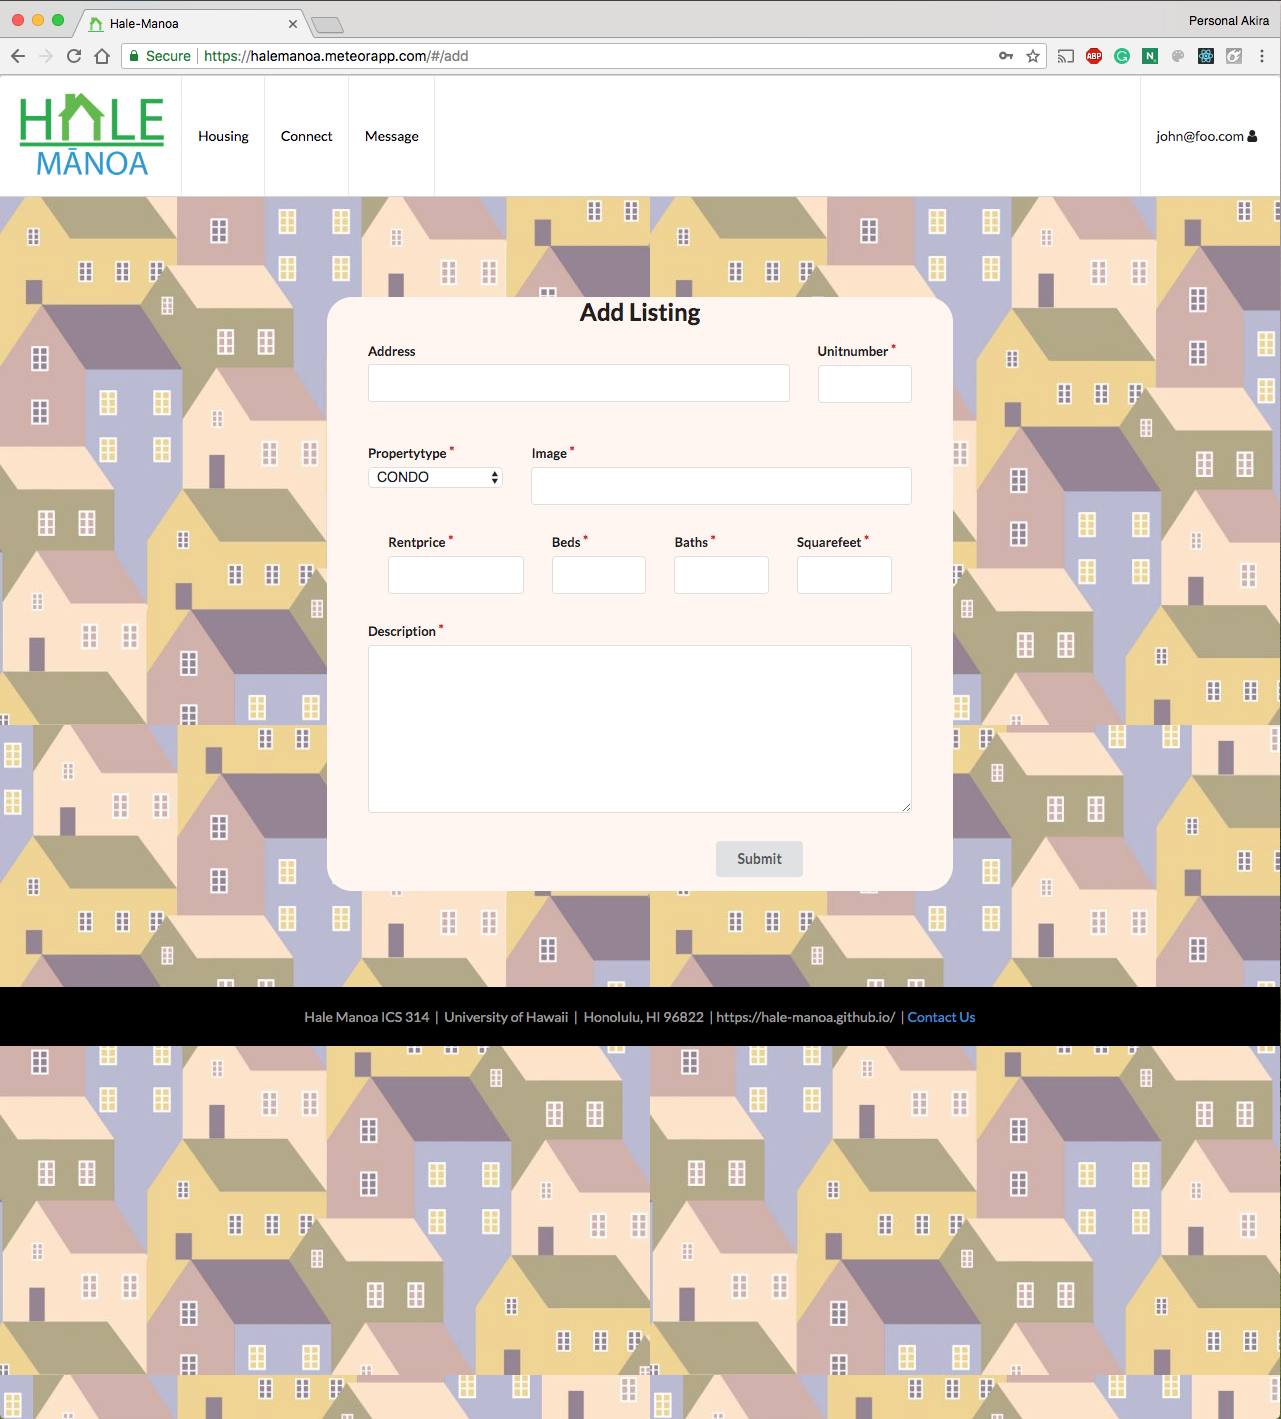 Hale-Manoa
Personal Akira
Secure https://halemanoa.meteorapp.com/#/add
ABP
N
HALE
MĀNOA
Housing
Connect
Message
john@foo.com
Add Listing
Address
Unitnumber *
Propertytype *
Image *
CONDO
Rentprice *
Beds *
Baths *
Squarefeet *
Description *
Submit
Hale Manoa ICS 314 | University of Hawaii | Honolulu, HI 96822 | https://hale-manoa.github.io/ | Contact Us